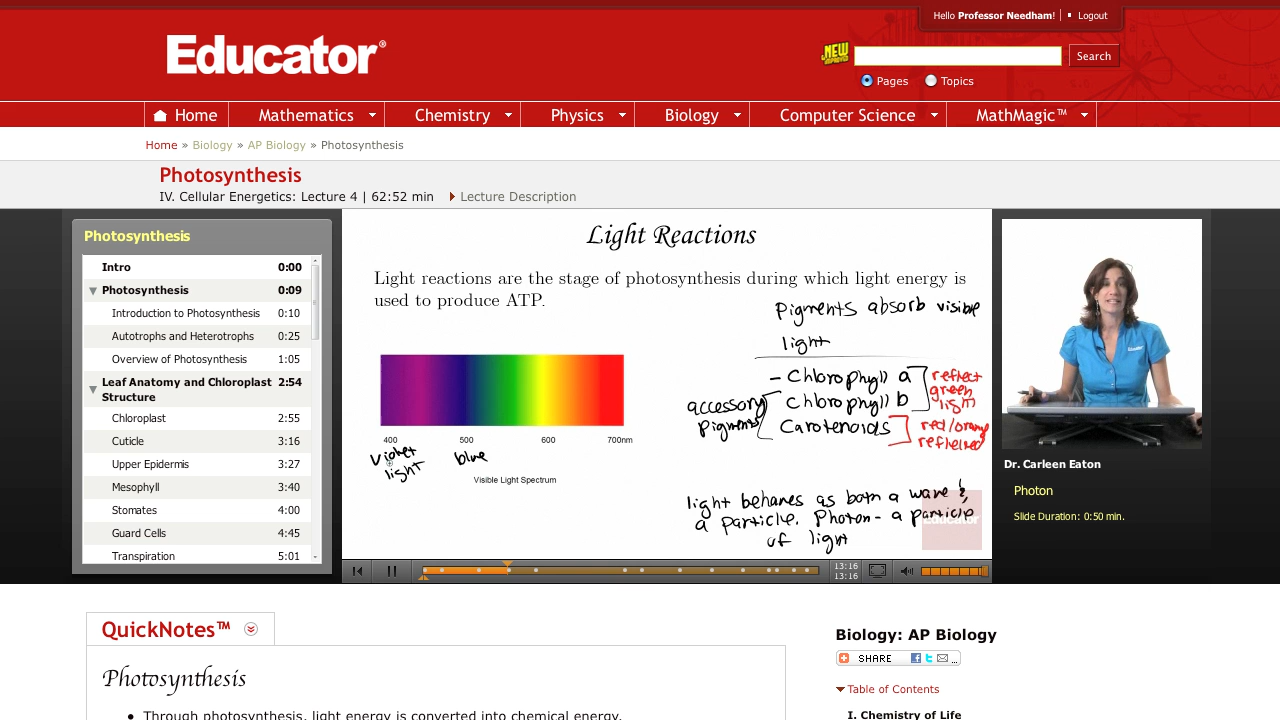 Hello Professor Needham! Logout
Educator®
NEW
Search
Pages Topics
Home Mathematics Chemistry Physics Biology Computer Science MathMagic™
Home » Biology » AP Biology » Photosynthesis
Photosynthesis
IV. Cellular Energetics: Lecture 4 | 62:52 min Lecture Description
Photosynthesis
Intro 0:00
Photosynthesis 0:09
Introduction to Photosynthesis 0:10
Autotrophs and Heterotrophs 0:25
Overview of Photosynthesis 1:05
Leaf Anatomy and Chloroplast 2:54
Structure
Chloroplast 2:55
Cuticle 3:16
Upper Epidermis 3:27
Mesophyll 3:40
Stomates 4:00
Guard Cells 4:45
Transpiration 5:01
Light Reactions
Light reactions are the stage of photosynthesis during which light energy is
used to produce ATP.
Pigments absorb visible
light
- Chlorophyll a
Chlorophyll b
Carotenoids
accessory
pigments
reflect
green
light
red/orang
reflected
400 500 600 700nm
violet
light
blue
Visible Light Spectrum
light behaves as both a wave &
a particle. Photon - a particle
of light
Educator
13:16
13:16
Dr. Carleen Eaton
Photon
Slide Duration: 0:50 min.
QuickNotes™
Photosynthesis
• Through photosynthesis, light energy is converted into chemical energy.
Biology: AP Biology
SHARE ...
Table of Contents
I. Chemistry of Life